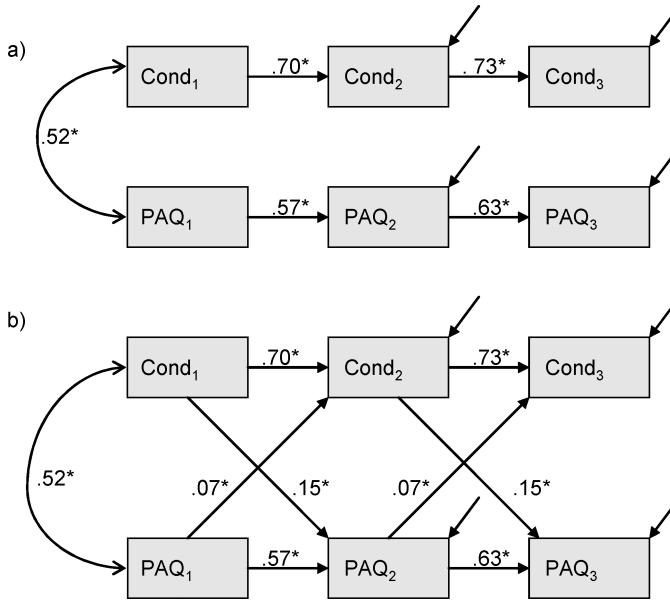 a)
Cond₁ .70* Cond₂ .73* Cond₃
.52*
PAQ₁ .57* PAQ₂ .63* PAQ₃
b)
Cond₁ .70* Cond₂ .73* Cond₃
.52* .07* .15* .07* .15*
PAQ₁ .57* PAQ₂ .63* PAQ₃